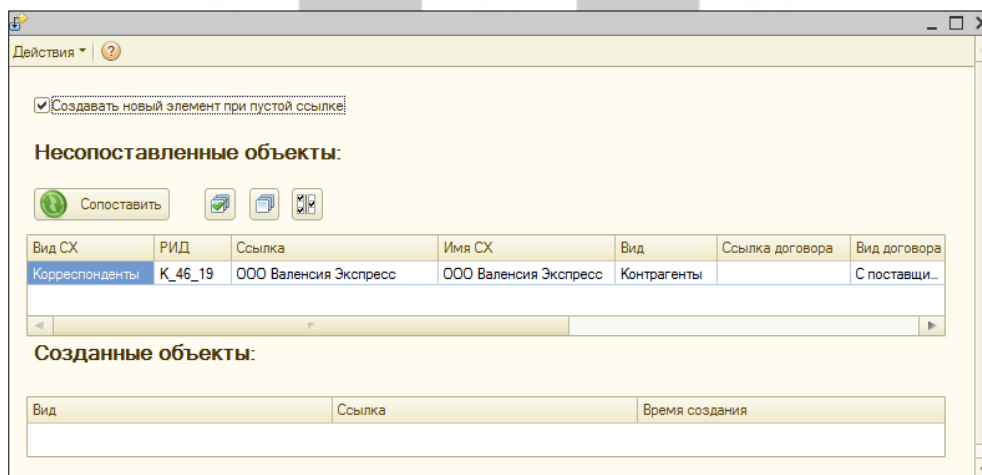 Действия
Создавать новый элемент при пустой ссылке
Несопоставленные объекты:
Сопоставить
Вид СХ РИД Ссылка Имя СХ Вид Ссылка договора Вид договора
Корреспонденты K_46_19 ООО Валенсия Экспресс ООО Валенсия Экспресс Контрагенты С поставщи...
Созданные объекты:
Вид Ссылка Время создания